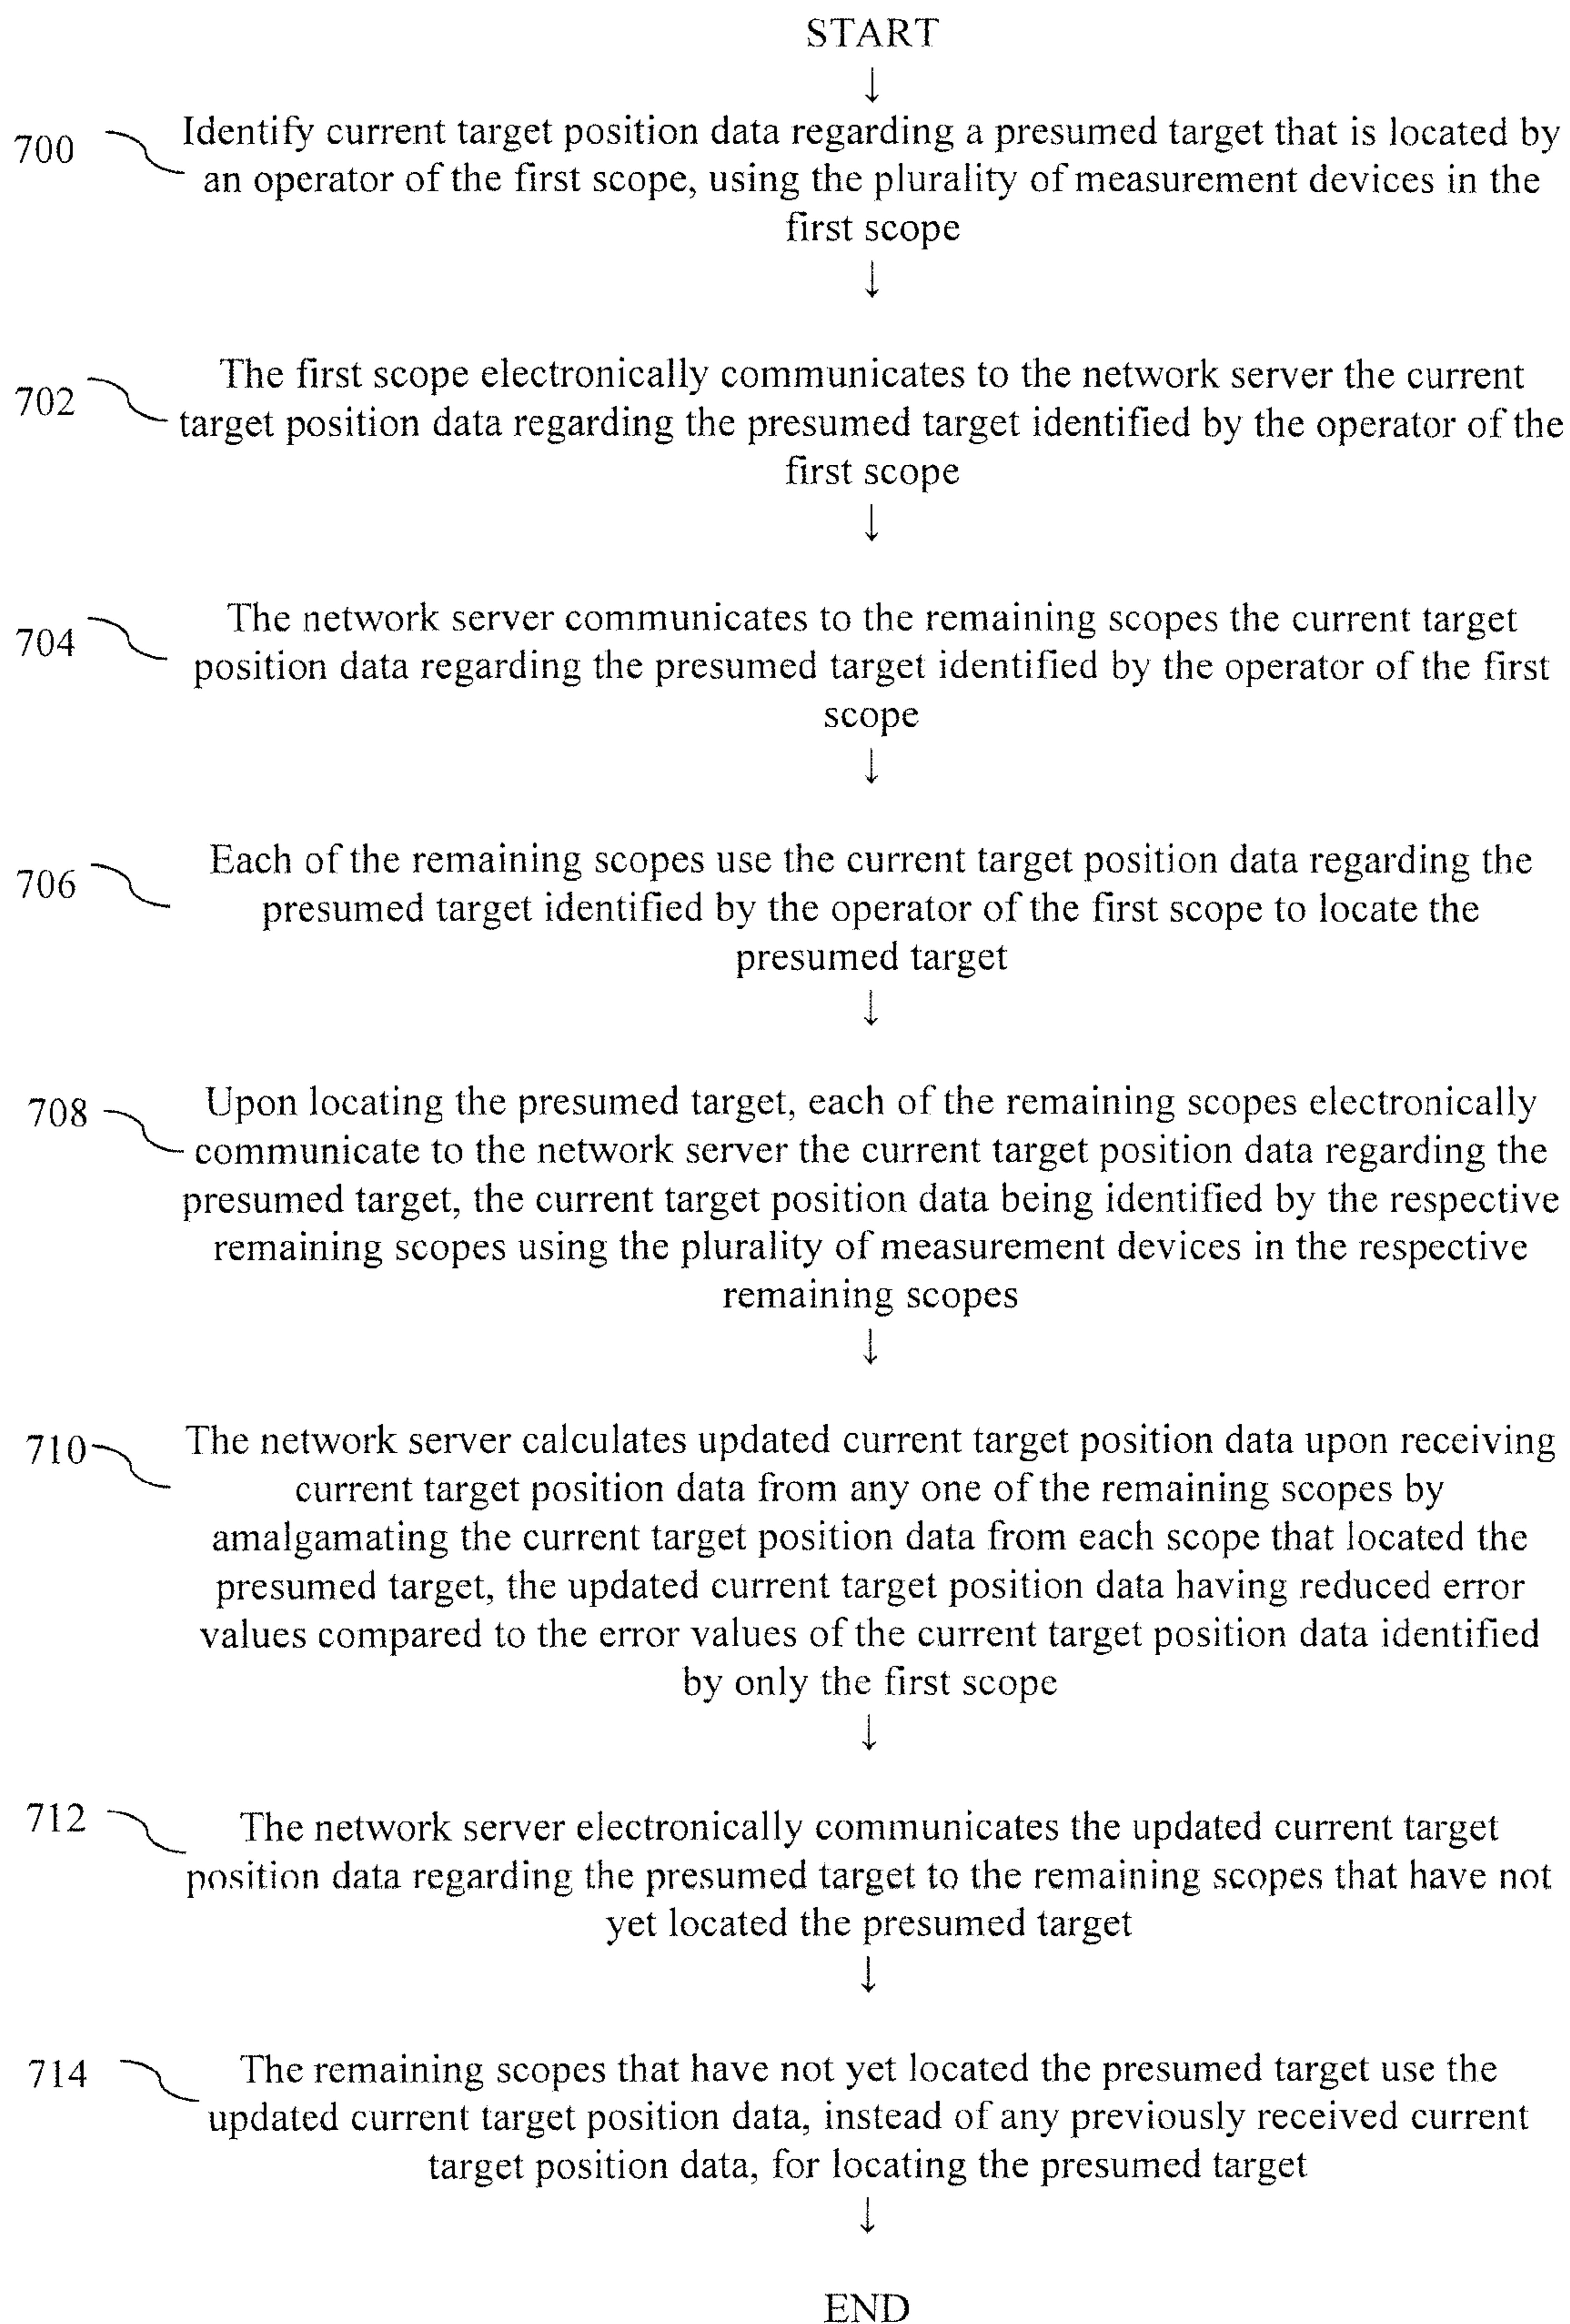 START
↓
700 Identify current target position data regarding a presumed target that is located by
an operator of the first scope, using the plurality of measurement devices in the
first scope
↓
The first scope electronically communicates to the network server the current
702 target position data regarding the presumed target identified by the operator of the
first scope
↓
The network server communicates to the remaining scopes the current target
704 position data regarding the presumed target identified by the operator of the first
scope
↓
Each of the remaining scopes use the current target position data regarding the
706 presumed target identified by the operator of the first scope to locate the
presumed target
↓
708 Upon locating the presumed target, each of the remaining scopes electronically
communicate to the network server the current target position data regarding the
presumed target, the current target position data being identified by the respective
remaining scopes using the plurality of measurement devices in the respective
remaining scopes
↓
710 The network server calculates updated current target position data upon receiving
current target position data from any one of the remaining scopes by
amalgamating the current target position data from each scope that located the
presumed target, the updated current target position data having reduced error
values compared to the error values of the current target position data identified
by only the first scope
↓
712 The network server electronically communicates the updated current target
position data regarding the presumed target to the remaining scopes that have not
yet located the presumed target
↓
714 The remaining scopes that have not yet located the presumed target use the
updated current target position data, instead of any previously received current
target position data, for locating the presumed target
↓
END